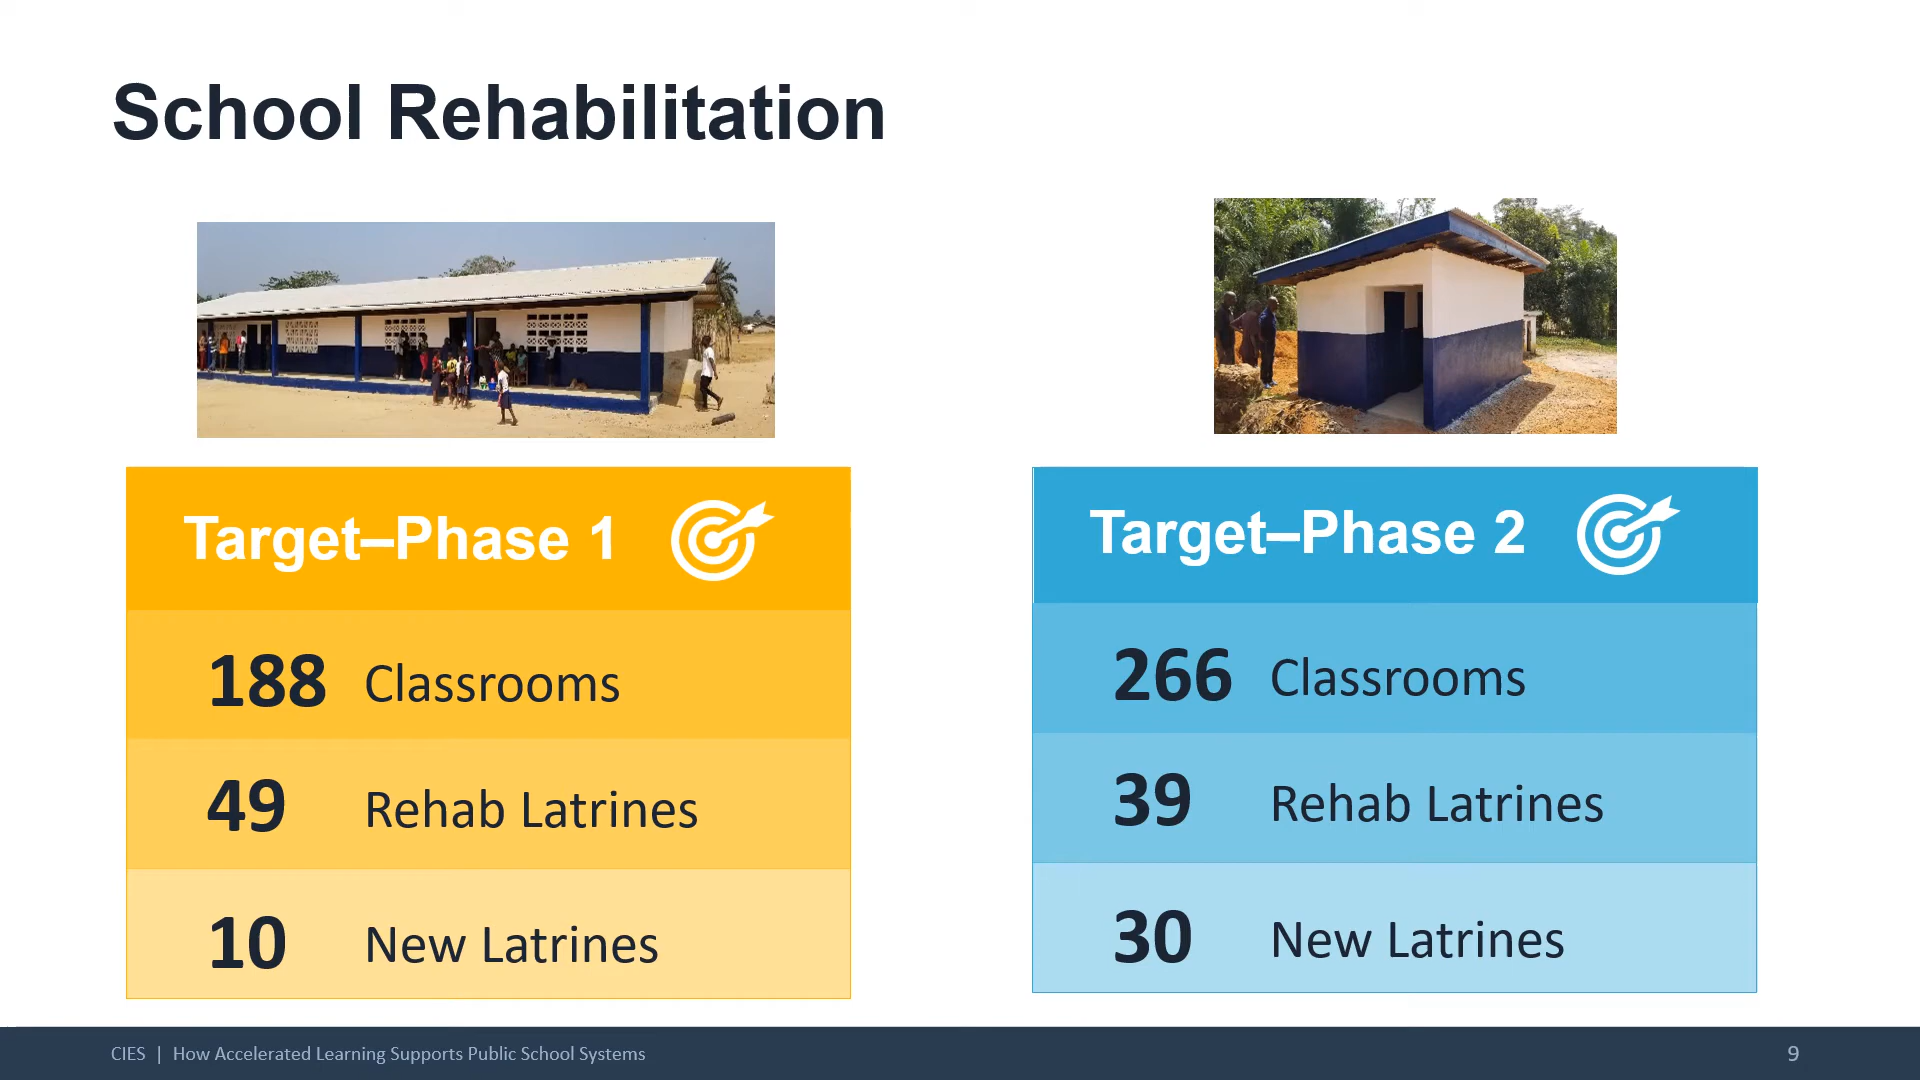 School Rehabilitation
Target–Phase 1
188 Classrooms
49 Rehab Latrines
10 New Latrines
Target–Phase 2
266 Classrooms
39 Rehab Latrines
30 New Latrines
CIES | How Accelerated Learning Supports Public School Systems
9